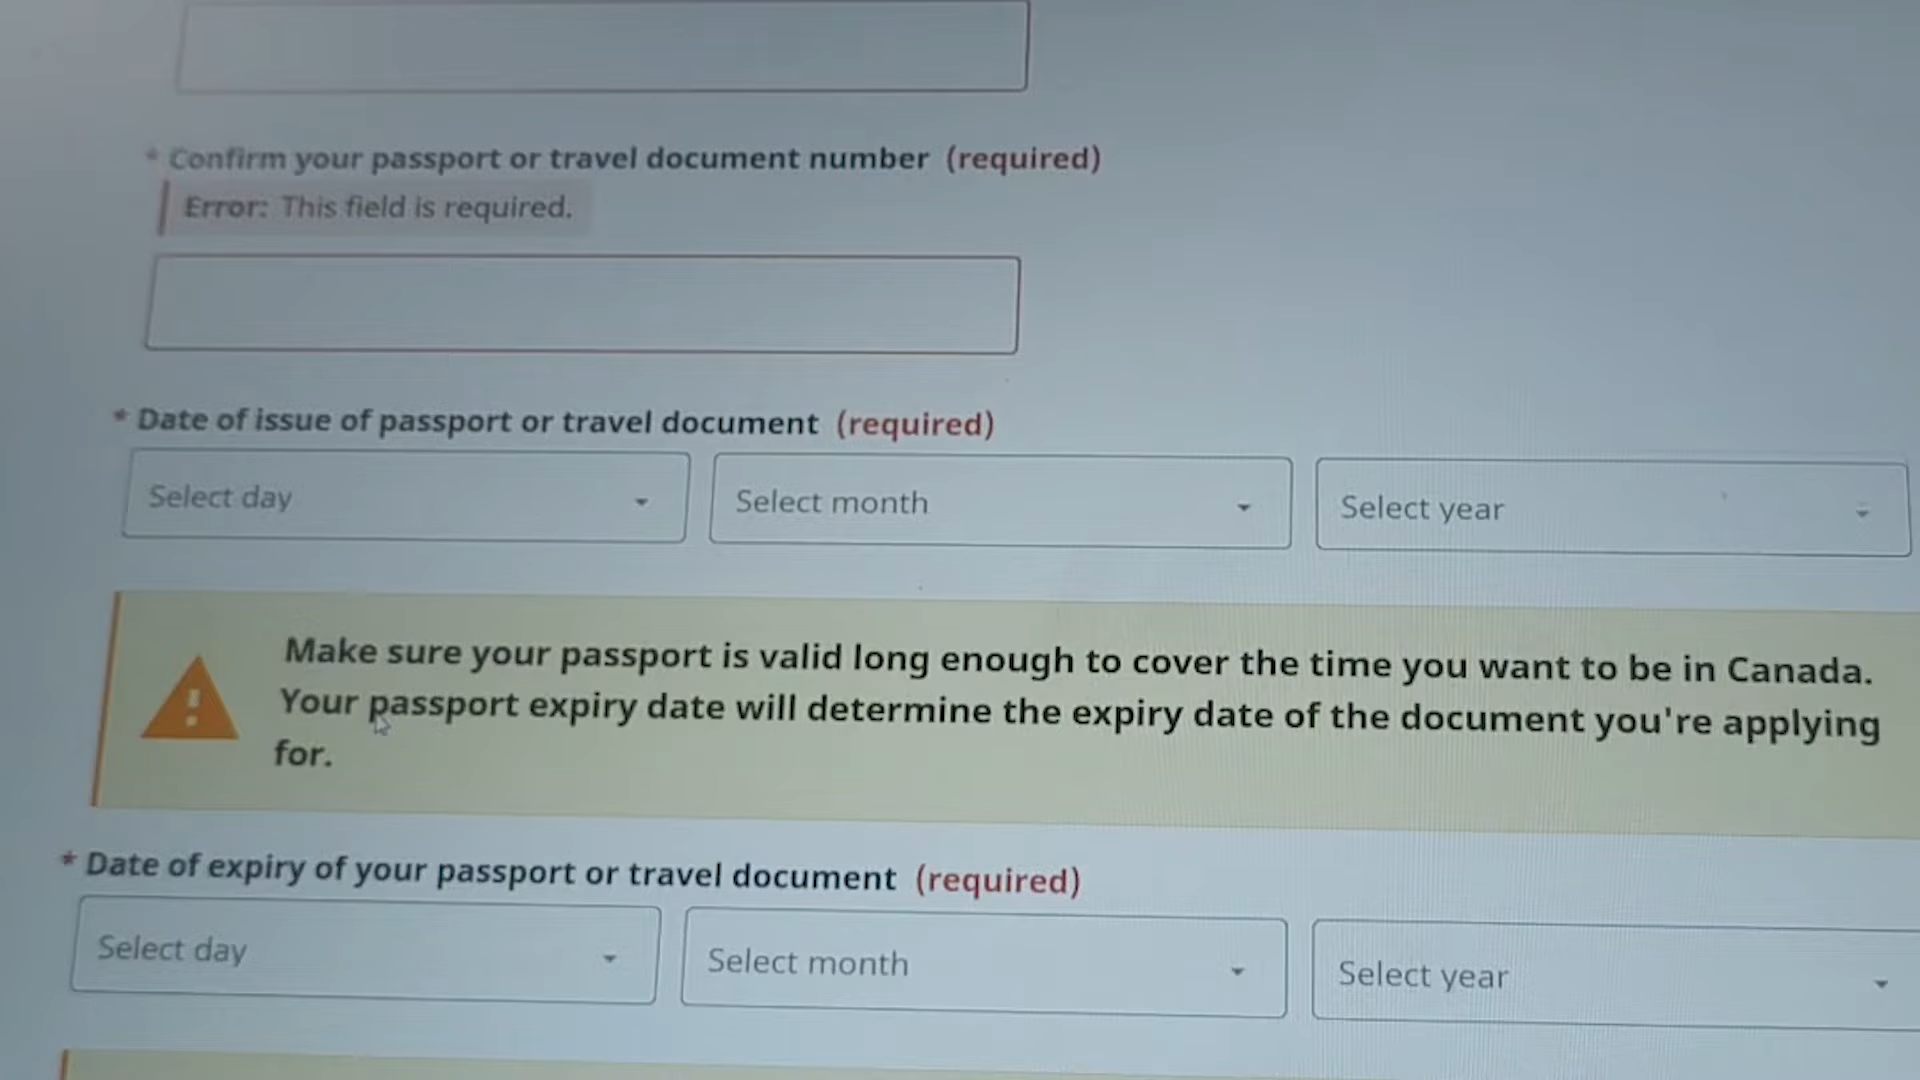 * Confirm your passport or travel document number (required)
Error: This field is required.
* Date of issue of passport or travel document (required)
Select day Select month Select year
Make sure your passport is valid long enough to cover the time you want to be in Canada.
Your passport expiry date will determine the expiry date of the document you're applying
for.
* Date of expiry of your passport or travel document (required)
Select day Select month Select year